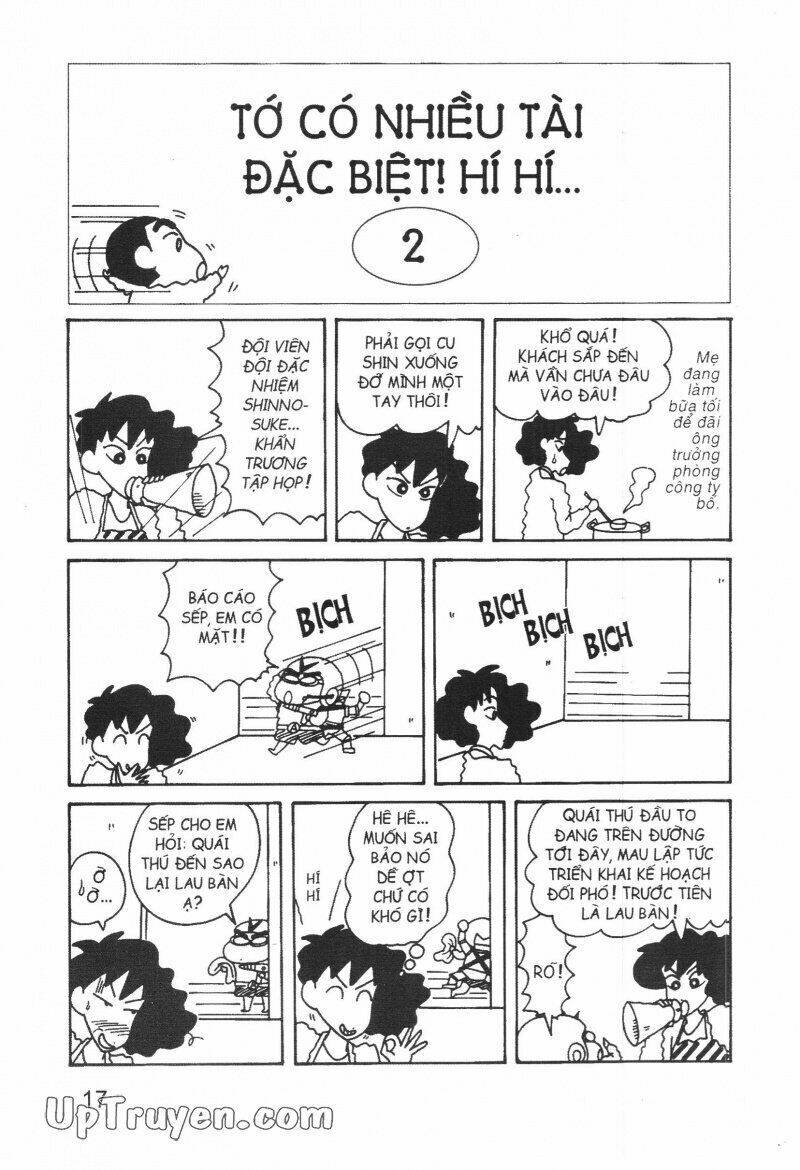 TỚ CÓ NHIỀU TÀI
ĐẶC BIỆT! HÍ HÍ...
2
KHỔ QUÁ!
KHÁCH SẮP ĐẾN
MÀ VẪN CHƯA ĐÂU
VÀO ĐÂU!
Mẹ
đang
làm
bữa tối
để đãi
ông
trưởng
phòng
công ty
bố.
PHẢI GỌI CU
SHIN XUỐNG
ĐỠ MÌNH MỘT
TAY THÔI!
ĐỘI VIÊN
ĐỘI ĐẶC
NHIỆM
SHINNO-
SUKE...
KHẨN
TRƯƠNG
TẬP HỌP!
BỊCH
BỊCH
BỊCH
BÁO CÁO
SẾP, EM CÓ
MẶT!!
BỊCH
QUÁI THÚ ĐẦU TO
ĐANG TRÊN ĐƯỜNG
TỚI ĐÂY, MAU LẬP TỨC
TRIỂN KHAI KẾ HOẠCH
ĐỐI PHÓ! TRƯỚC TIÊN
LÀ LAU BÀN!
RÕ!
HÊ HÊ...
MUỐN SAI
BẢO NÓ
DỄ ỢT
CHỨ CÓ
KHÓ GÌ!
HÍ
HÍ
SẾP CHO EM
HỎI: QUÁI
THÚ ĐẾN SAO
LẠI LAU BÀN
Ạ?
Ờ
Ờ...
17
UpTruyen.com